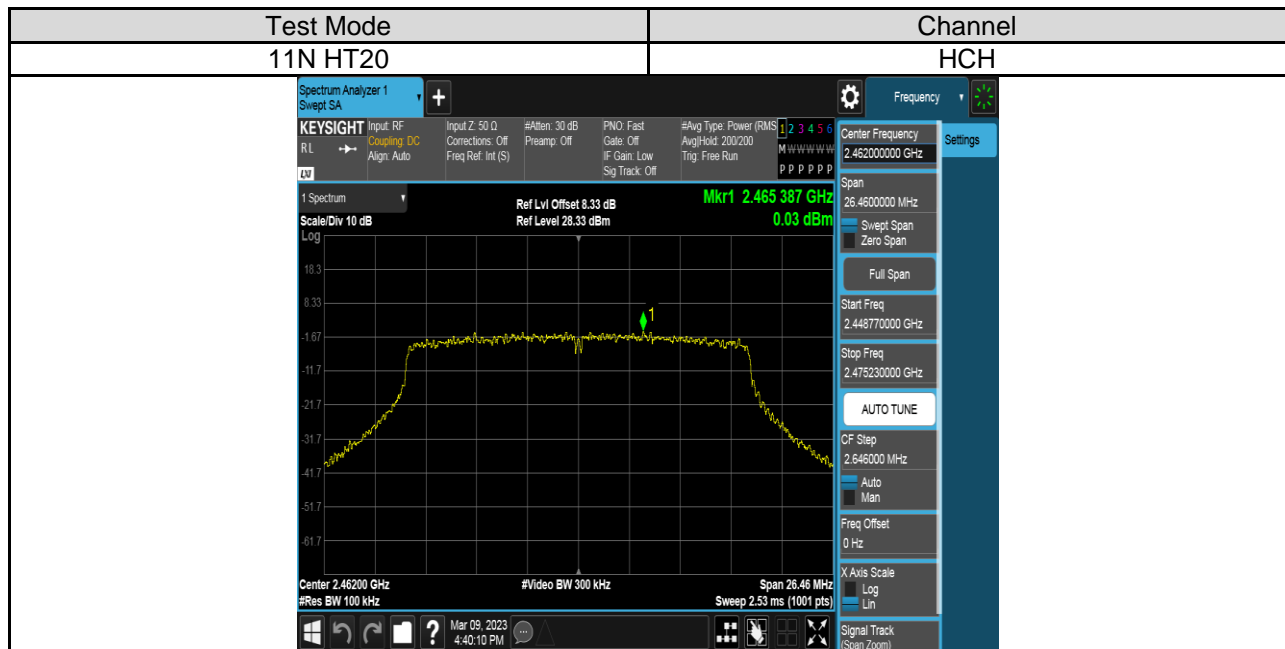 Test Mode Channel
11N HT20 HCH
Spectrum Analyzer 1
Swept SA
+
Frequency
KEYSIGHT
RL
LXI
Input: RF
Coupling: DC
Align: Auto
Input Z: 50 Ω
Corrections: Off
Freq Ref: Int (S)
#Atten: 30 dB
Preamp: Off
PNO: Fast
Gate: Off
IF Gain: Low
Sig Track: Off
#Avg Type: Power (RMS
Avg|Hold: 200/200
Trig: Free Run
1 2 3 4 5 6
M W W W W W
P P P P P P
1 Spectrum
Scale/Div 10 dB
Log
Ref Lvl Offset 8.33 dB
Ref Level 28.33 dBm
Mkr1 2.465 387 GHz
0.03 dBm
18.3
8.33
-1.67
-11.7
-21.7
-31.7
-41.7
-51.7
-61.7
1
Center 2.46200 GHz
#Res BW 100 kHz
#Video BW 300 kHz
Span 26.46 MHz
Sweep 2.53 ms (1001 pts)
Center Frequency
2.462000000 GHz
Span
26.4600000 MHz
Swept Span
Zero Span
Full Span
Start Freq
2.448770000 GHz
Stop Freq
2.475230000 GHz
AUTO TUNE
CF Step
2.646000 MHz
Auto
Man
Freq Offset
0 Hz
X Axis Scale
Log
Lin
Signal Track
(Span Zoom)
Settings
?
Mar 09, 2023
4:40:10 PM